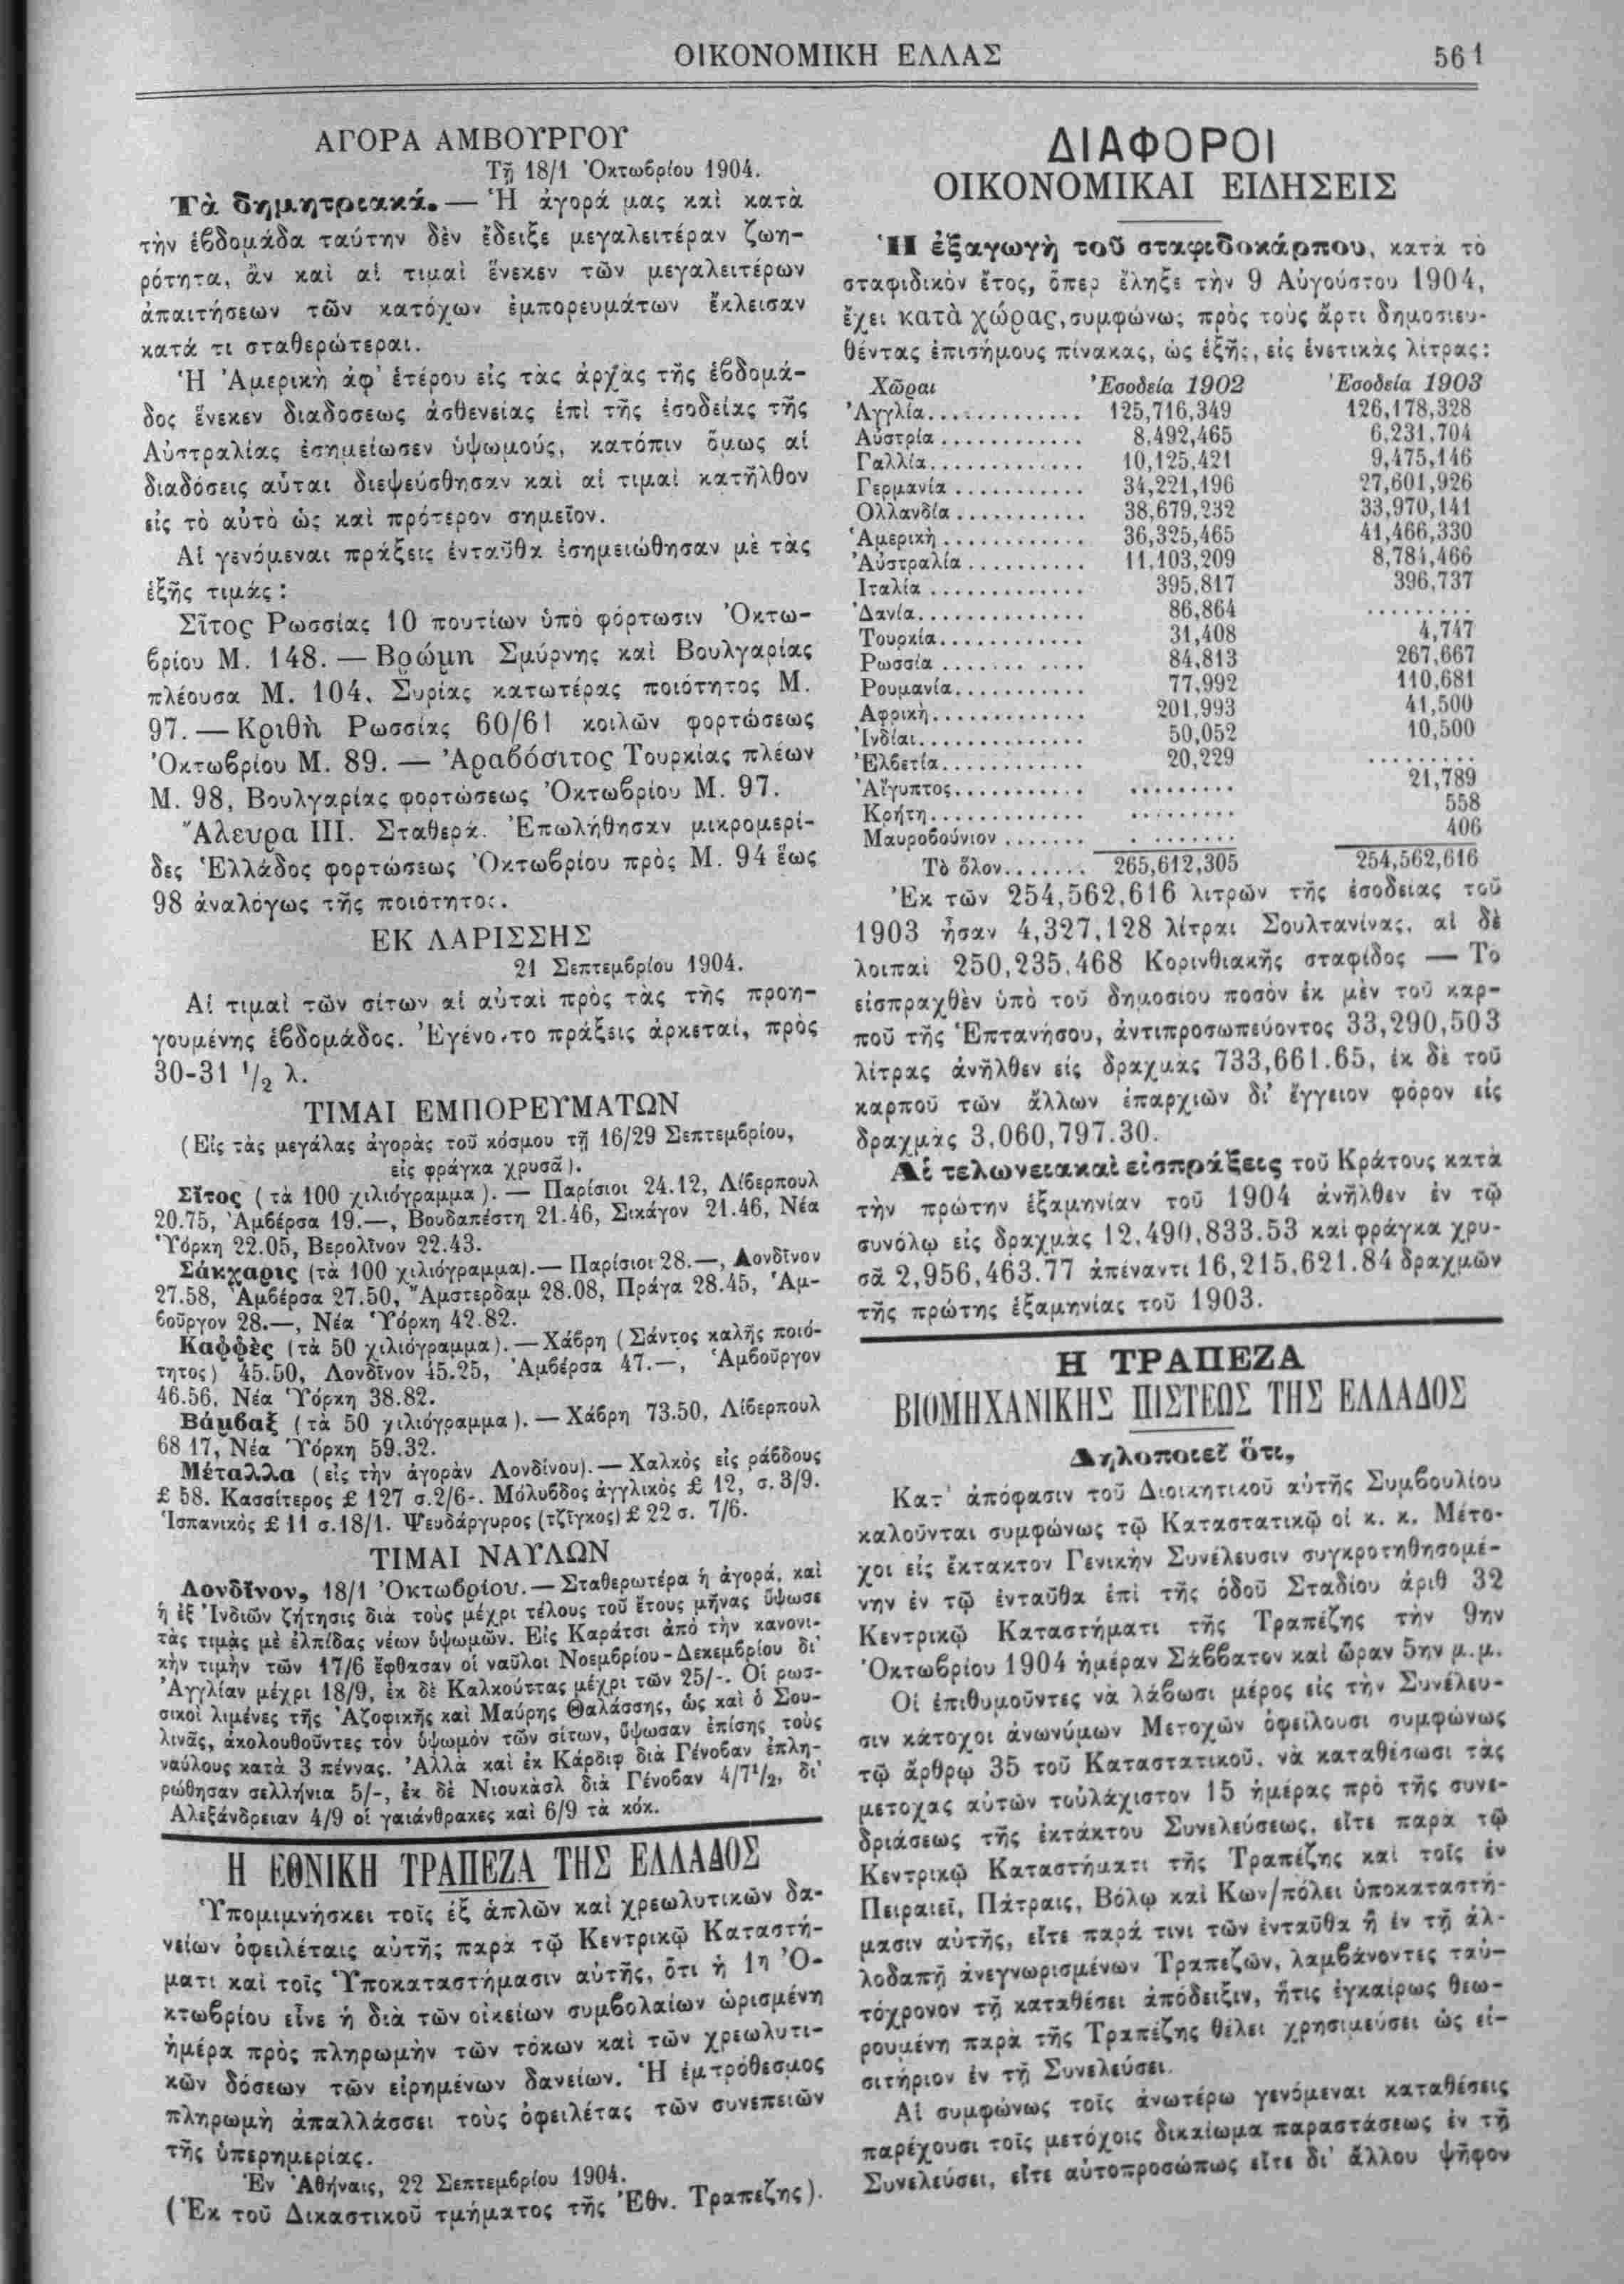 ΟΙΚΟΝΟΜΙΚΗ ΕΛΛΑΣ 561
ΑΓΟΡΑ ΑΜΒΟΥΡΓΟΥ
Τῇ 18/1 Ὀκτωβρίου 1904.
Τὰ δημητριακά. — Ἡ ἀγορά μας καὶ κατὰ
τὴν ἑβδομάδα ταύτην δὲν ἔδειξε μεγαλειτέραν ζωη-
ρότητα, ἂν καὶ αἱ τιμαὶ ἕνεκεν τῶν μεγαλειτέρων
ἀπαιτήσεων τῶν κατόχων ἐμπορευμάτων ἔκλεισαν
κατά τι σταθερώτεραι.
Ἡ Ἀμερικὴ ἀφ' ἑτέρου εἰς τὰς ἀρχὰς τῆς ἑβδομά-
δος ἕνεκεν διαδοσεως ἀσθενείας ἐπὶ τῆς ἐσοδείας τῆς
Αὐστραλίας ἐσημείωσεν ὑψωμούς, κατόπιν ὅμως αἱ
διαδόσεις αὗται διεψεύσθησαν καὶ αἱ τιμαὶ κατῆλθον
εἰς τὸ αὐτὸ ὡς καὶ πρότερον σημεῖον.
Αἱ γενόμεναι πράξεις ἐνταῦθα ἐσημειώθησαν μὲ τὰς
ἑξῆς τιμάς :
Σῖτος Ρωσσίας 10 πουτίων ὑπὸ φόρτωσιν Ὀκτω-
βρίου Μ. 148. — Βρώμη Σμύρνης καὶ Βουλγαρίας
πλέουσα Μ. 104, Συρίας κατωτέρας ποιότητος Μ.
97. — Κριθὴ Ρωσσίας 60/61 κοιλῶν φορτώσεως
Ὀκτωβρίου Μ. 89. — Ἀραβόσιτος Τουρκίας πλέων
Μ. 98, Βουλγαρίας φορτώσεως Ὀκτωβρίου Μ. 97.
Ἄλευρα ΙΙΙ. Σταθερά. Ἐπωλήθησαν μικρομερί-
δες Ἑλλάδος φορτώσεως Ὀκτωβρίου πρὸς Μ. 94 ἕως
98 ἀναλόγως τῆς ποιότητος.
ΕΚ ΛΑΡΙΣΣΗΣ
21 Σεπτεμβρίου 1904.
Αἱ τιμαὶ τῶν σίτων αἱ αὐταὶ πρὸς τὰς τῆς προη-
γουμένης ἑβδομάδος. Ἐγένοντο πράξεις ἀρκεταί, πρὸς
30-31 1/2 λ.
ΤΙΜΑΙ ΕΜΠΟΡΕΥΜΑΤΩΝ
(Εἰς τὰς μεγάλας ἀγορὰς τοῦ κόσμου τῇ 16/29 Σεπτεμβρίου,
εἰς φράγκα χρυσᾶ).
Σῖτος (τὰ 100 χιλιόγραμμα). — Παρίσιοι 24.12, Λίβερπουλ
20.75, Ἀμβέρσα 19.—, Βουδαπέστη 21.46, Σικάγον 21.46, Νέα
Ὑόρκη 22.05, Βερολῖνον 22.43.
Σάκχαρις (τὰ 100 χιλιόγραμμα).— Παρίσιοι 28.—, Λονδῖνον
27.58, Ἀμβέρσα 27.50, Ἄμστερδαμ 28.08, Πράγα 28.45, Ἀμ-
βοῦργον 28.—, Νέα Ὑόρκη 42.82.
Καφφὲς (τὰ 50 χιλιόγραμμα). — Χάβρη (Σάντος καλῆς ποιό-
τητος) 45.50, Λονδῖνον 45.25, Ἀμβέρσα 47.—, Ἀμβοῦργον
46.56, Νέα Ὑόρκη 38.82.
Βάμβαξ (τὰ 50 χιλιόγραμμα). — Χάβρη 73.50, Λίβερπουλ
68 17, Νέα Ὑόρκη 59.32.
Μέταλλα (εἰς τὴν ἀγορὰν Λονδίνου). — Χαλκὸς εἰς ράβδους
£ 58. Κασσίτερος £ 127 σ.2/6-. Μόλυβδος ἀγγλικὸς £ 12, σ. 3/9.
Ἱσπανικὸς £ 11 σ.18/1. Ψευδάργυρος (τζῖγκος) £ 22 σ. 7/6.
ΤΙΜΑΙ ΝΑΥΛΩΝ
Λονδῖνον, 18/1 Ὀκτωβρίου. — Σταθερωτέρα ἡ ἀγορά, καὶ
ἡ ἐξ Ἰνδιῶν ζήτησις διὰ τοὺς μέχρι τέλους τοῦ ἔτους μῆνας ὕψωσε
τὰς τιμὰς μὲ ἐλπίδας νέων ὑψωμῶν. Εἰς Καράτσι ἀπὸ τὴν κανονι-
κὴν τιμὴν τῶν 17/6 ἔφθασαν οἱ ναῦλοι Νοεμβρίου-Δεκεμβρίου δι'
Ἀγγλίαν μέχρι 18/9, ἐκ δὲ Καλκούττας μέχρι τῶν 25/-. Οἱ ρωσ-
σικοὶ λιμένες τῆς Ἀζοφικῆς καὶ Μαύρης Θαλάσσης, ὡς καὶ ὁ Σου-
λινᾶς, ἀκολουθοῦντες τὸν ὑψωμὸν τῶν σίτων, ὕψωσαν ἐπίσης τοὺς
ναύλους κατὰ 3 πέννας. Ἀλλὰ καὶ ἐκ Κάρδιφ διὰ Γένοβαν ἐπλη-
ρώθησαν σελλήνια 5/-, ἐκ δὲ Νιουκάσλ διὰ Γένοβαν 4/7 1/2, δι'
Ἀλεξάνδρειαν 4/9 οἱ γαιάνθρακες καὶ 6/9 τὰ κόκ.
Η ΕΘΝΙΚΗ ΤΡΑΠΕΖΑ ΤΗΣ ΕΛΛΑΔΟΣ
Ὑπομιμνήσκει τοῖς ἐξ ἁπλῶν καὶ χρεωλυτικῶν δα-
νείων ὀφειλέταις αὐτῆς παρὰ τῷ Κεντρικῷ Καταστή-
ματι καὶ τοῖς Ὑποκαταστήμασιν αὐτῆς, ὅτι ἡ 1η Ὀ-
κτωβρίου εἶνε ἡ διὰ τῶν οἰκείων συμβολαίων ὡρισμένη
ἡμέρα πρὸς πληρωμὴν τῶν τόκων καὶ τῶν χρεωλυτι-
κῶν δόσεων τῶν εἰρημένων δανείων. Ἡ ἐμπρόθεσμος
πληρωμὴ ἀπαλλάσσει τοὺς ὀφειλέτας τῶν συνεπειῶν
τῆς ὑπερημερίας.
Ἐν Ἀθήναις, 22 Σεπτεμβρίου 1904.
(Ἐκ τοῦ Δικαστικοῦ τμήματος τῆς Ἐθν. Τραπέζης).
ΔΙΑΦΟΡΟΙ
ΟΙΚΟΝΟΜΙΚΑΙ ΕΙΔΗΣΕΙΣ
Ἡ ἐξαγωγὴ τοῦ σταφιδοκάρπου, κατὰ τὸ
σταφιδικὸν ἔτος, ὅπερ ἔληξε τὴν 9 Αὐγούστου 1904,
ἔχει κατὰ χώρας, συμφώνως πρὸς τοὺς ἄρτι δημοσιευ-
θέντας ἐπισήμους πίνακας, ὡς ἑξῆς, εἰς ἑνετικὰς λίτρας:
Χῶραι Ἐσοδεία 1902 Ἐσοδεία 1903
Ἀγγλία.............. 125,716,349 126,178,328
Αὐστρία............. 8,492,465 6,231,704
Γαλλία.............. 10,125,421 9,475,146
Γερμανία............ 34,221,196 27,601,926
Ολλανδία............ 38,679,232 33,970,141
Ἀμερικὴ............. 36,325,465 41,466,330
Αὐστραλία........... 11,103,209 8,784,466
Ιταλία.............. 395,817 396,737
Δανία............... 86,864 .........
Τουρκία............. 31,408 4,747
Ρωσσία.............. 84,813 267,667
Ρουμανία............ 77,992 110,681
Αφρικὴ.............. 201,993 41,500
Ἰνδίαι.............. 50,052 10,500
Ἑλβετία............. 20,229 .........
Αἴγυπτος............ ......... 21,789
Κρήτη............... ......... 558
Μαυροβούνιον........ ......... 406
Τὸ ὅλον........ 265,612,305 254,562,616
Ἐκ τῶν 254,562,616 λιτρῶν τῆς ἐσοδείας τοῦ
1903 ἦσαν 4,327,128 λίτραι Σουλτανίνας, αἱ δὲ
λοιπαὶ 250,235,468 Κορινθιακῆς σταφίδος — Το
εἰσπραχθὲν ὑπὸ τοῦ δημοσίου ποσὸν ἐκ μὲν τοῦ καρ-
ποῦ τῆς Ἑπτανήσου, ἀντιπροσωπεύοντος 33,290,503
λίτρας ἀνῆλθεν εἰς δραχμὰς 733,661.65, ἐκ δὲ τοῦ
καρποῦ τῶν ἄλλων ἐπαρχιῶν δι' ἔγγειον φόρον εἰς
δραχμὰς 3,060,797.30.
Αἱ τελωνειακαὶ εἰσπράξεις τοῦ Κράτους κατὰ
τὴν πρώτην ἑξαμηνίαν τοῦ 1904 ἀνῆλθεν ἐν τῷ
συνόλῳ εἰς δραχμὰς 12,490,833.53 καὶ φράγκα χρυ-
σᾶ 2,956,463.77 ἀπέναντι 16,215,621.84 δραχμῶν
τῆς πρώτης ἑξαμηνίας τοῦ 1903.
Η ΤΡΑΠΕΖΑ
ΒΙΟΜΗΧΑΝΙΚΗΣ ΠΙΣΤΕΩΣ ΤΗΣ ΕΛΛΑΔΟΣ
Δηλοποιεῖ ὅτι,
Κατ' ἀπόφασιν τοῦ Διοικητικοῦ αὐτῆς Συμβουλίου
καλοῦνται συμφώνως τῷ Καταστατικῷ οἱ κ. κ. Μέτο-
χοι εἰς ἔκτακτον Γενικὴν Συνέλευσιν συγκροτηθησομέ-
νην ἐν τῷ ἐνταῦθα ἐπὶ τῆς ὁδοῦ Σταδίου ἀριθ 32
Κεντρικῷ Καταστήματι τῆς Τραπέζης τὴν 9ην
Ὀκτωβρίου 1904 ἡμέραν Σάββατον καὶ ὥραν 5ην μ.μ.
Οἱ ἐπιθυμοῦντες νὰ λάβωσι μέρος εἰς τὴν Συνέλευ-
σιν κάτοχοι ἀνωνύμων Μετοχῶν ὀφείλουσι συμφώνως
τῷ ἄρθρῳ 35 τοῦ Καταστατικοῦ, νὰ καταθέσωσι τὰς
μετοχὰς αὐτῶν τοὐλάχιστον 15 ἡμέρας πρὸ τῆς συνε-
δριάσεως τῆς ἐκτάκτου Συνελεύσεως, εἴτε παρὰ τῷ
Κεντρικῷ Καταστήματι τῆς Τραπέζης καὶ τοῖς ἐν
Πειραιεῖ, Πάτραις, Βόλῳ καὶ Κων/πόλει ὑποκαταστή-
μασιν αὐτῆς, εἴτε παρά τινι τῶν ἐνταῦθα ἢ ἐν τῇ ἀλ-
λοδαπῇ ἀνεγνωρισμένων Τραπεζῶν, λαμβάνοντες ταὐ-
τόχρονον τῇ καταθέσει ἀπόδειξιν, ἥτις ἐγκαίρως θεω-
ρουμένη παρὰ τῆς Τραπέζης θέλει χρησιμεύσει ὡς εἰ-
σιτήριον ἐν τῇ Συνελεύσει.
Αἱ συμφώνως τοῖς ἀνωτέρω γενόμεναι καταθέσεις
παρέχουσι τοῖς μετόχοις δικαίωμα παραστάσεως ἐν τῇ
Συνελεύσει, εἴτε αὐτοπροσώπως εἴτε δι' ἄλλου ψῆφον